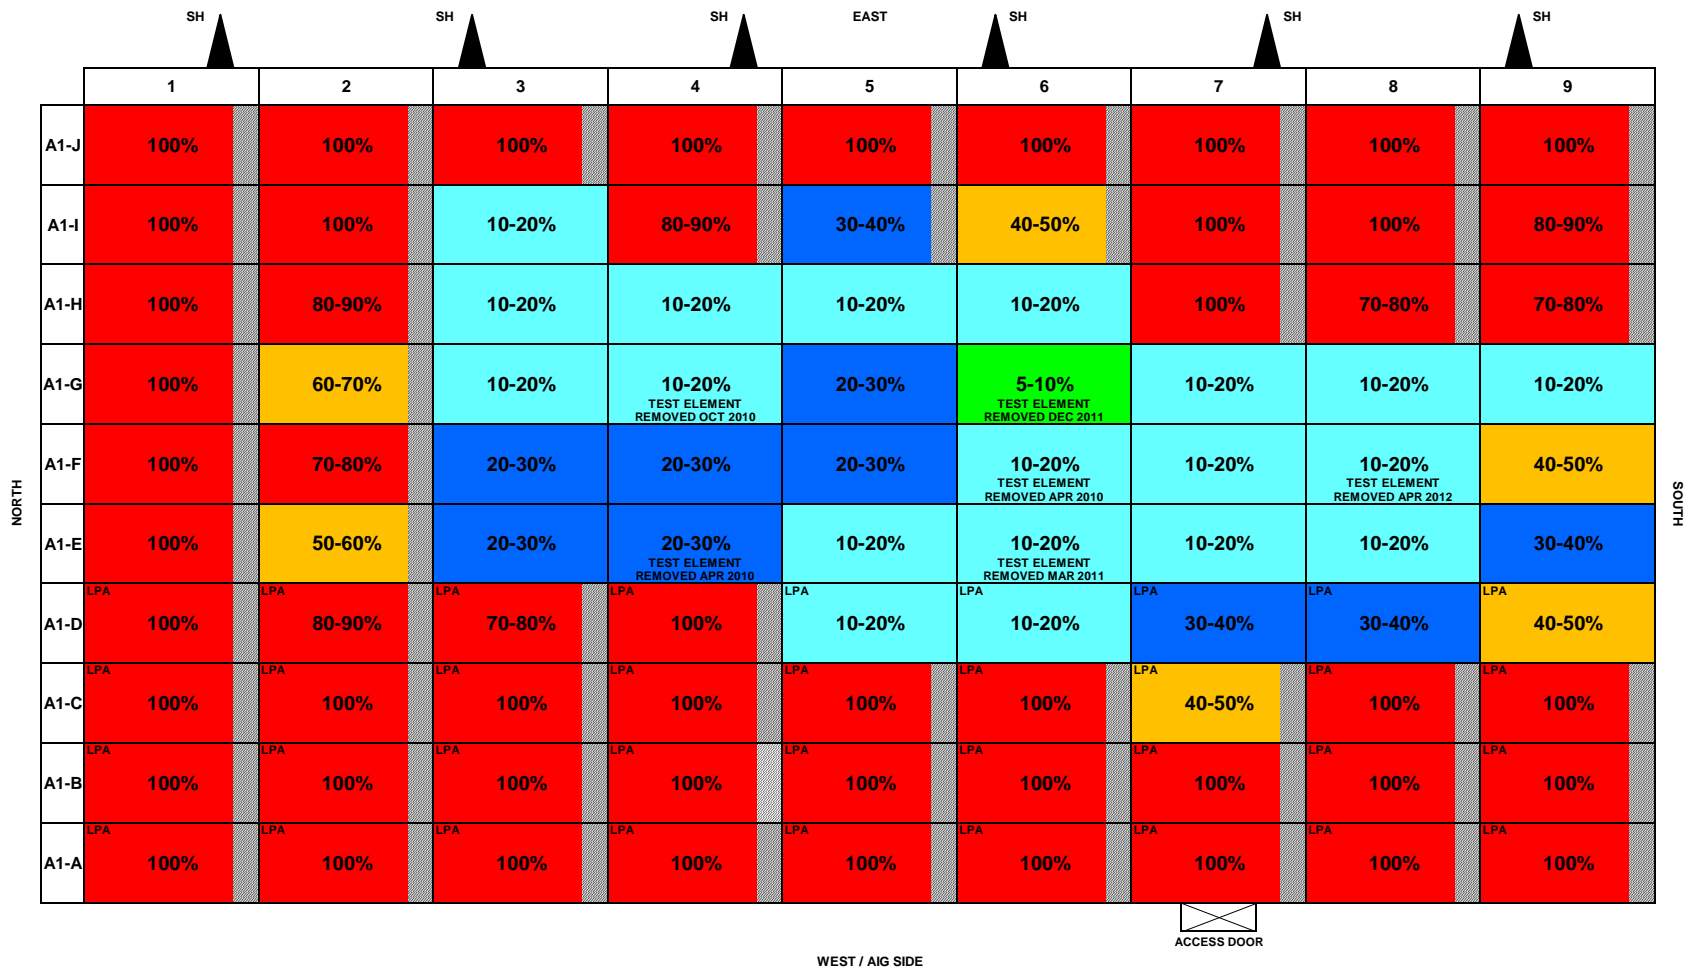 SH SH SH EAST SH SH SH
1 2 3 4 5 6 7 8 9
A1-J 100% 100% 100% 100% 100% 100% 100% 100% 100%
A1-I 100% 100% 10-20% 80-90% 30-40% 40-50% 100% 100% 80-90%
A1-H 100% 80-90% 10-20% 10-20% 10-20% 10-20% 100% 70-80% 70-80%
A1-G 100% 60-70% 10-20% 10-20% 20-30% 5-10% 10-20% 10-20% 10-20%
TEST ELEMENT TEST ELEMENT
REMOVED OCT 2010 REMOVED DEC 2011
A1-F 100% 70-80% 20-30% 20-30% 20-30% 10-20% 10-20% 10-20% 40-50%
TEST ELEMENT TEST ELEMENT
REMOVED APR 2010 REMOVED APR 2012
NORTH
SOUTH
A1-E 100% 50-60% 20-30% 20-30% 10-20% 10-20% 10-20% 10-20% 30-40%
TEST ELEMENT TEST ELEMENT
REMOVED APR 2010 REMOVED MAR 2011
LPA LPA LPA LPA LPA LPA LPA LPA LPA
A1-D 100% 80-90% 70-80% 100% 10-20% 10-20% 30-40% 30-40% 40-50%
LPA LPA LPA LPA LPA LPA LPA LPA LPA
A1-C 100% 100% 100% 100% 100% 100% 40-50% 100% 100%
LPA LPA LPA LPA LPA LPA LPA LPA LPA
A1-B 100% 100% 100% 100% 100% 100% 100% 100% 100%
LPA LPA LPA LPA LPA LPA LPA LPA LPA
A1-A 100% 100% 100% 100% 100% 100% 100% 100% 100%
ACCESS DOOR
WEST / AIG SIDE